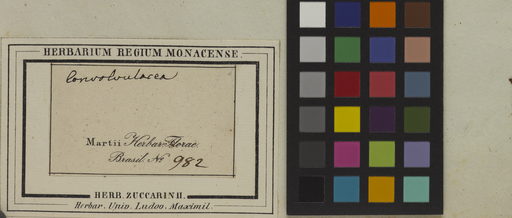 HERBARIUM REGIUM MONACENSE.
Convolvulacea
Martii Herbar. Florae
Brasil. No 982
HERB. ZUCCARINII.
Herbar. Univ. Ludov. Maximil.